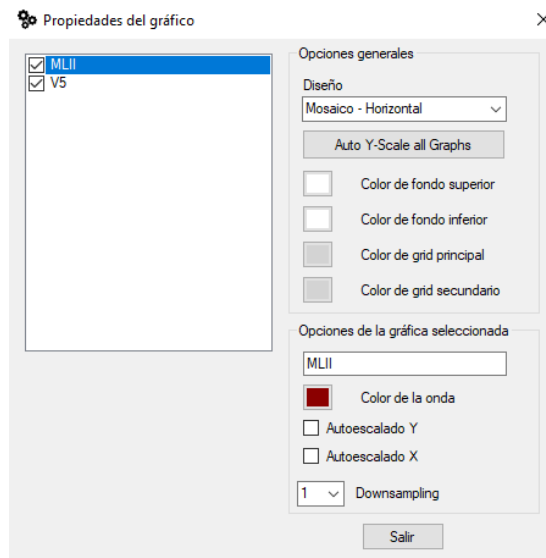 Propiedades del gráfico
MLII
V5
Opciones generales
Diseño
Mosaico - Horizontal
Auto Y-Scale all Graphs
Color de fondo superior
Color de fondo inferior
Color de grid principal
Color de grid secundario
Opciones de la gráfica seleccionada
MLII
Color de la onda
Autoescalado Y
Autoescalado X
1 Downsampling
Salir